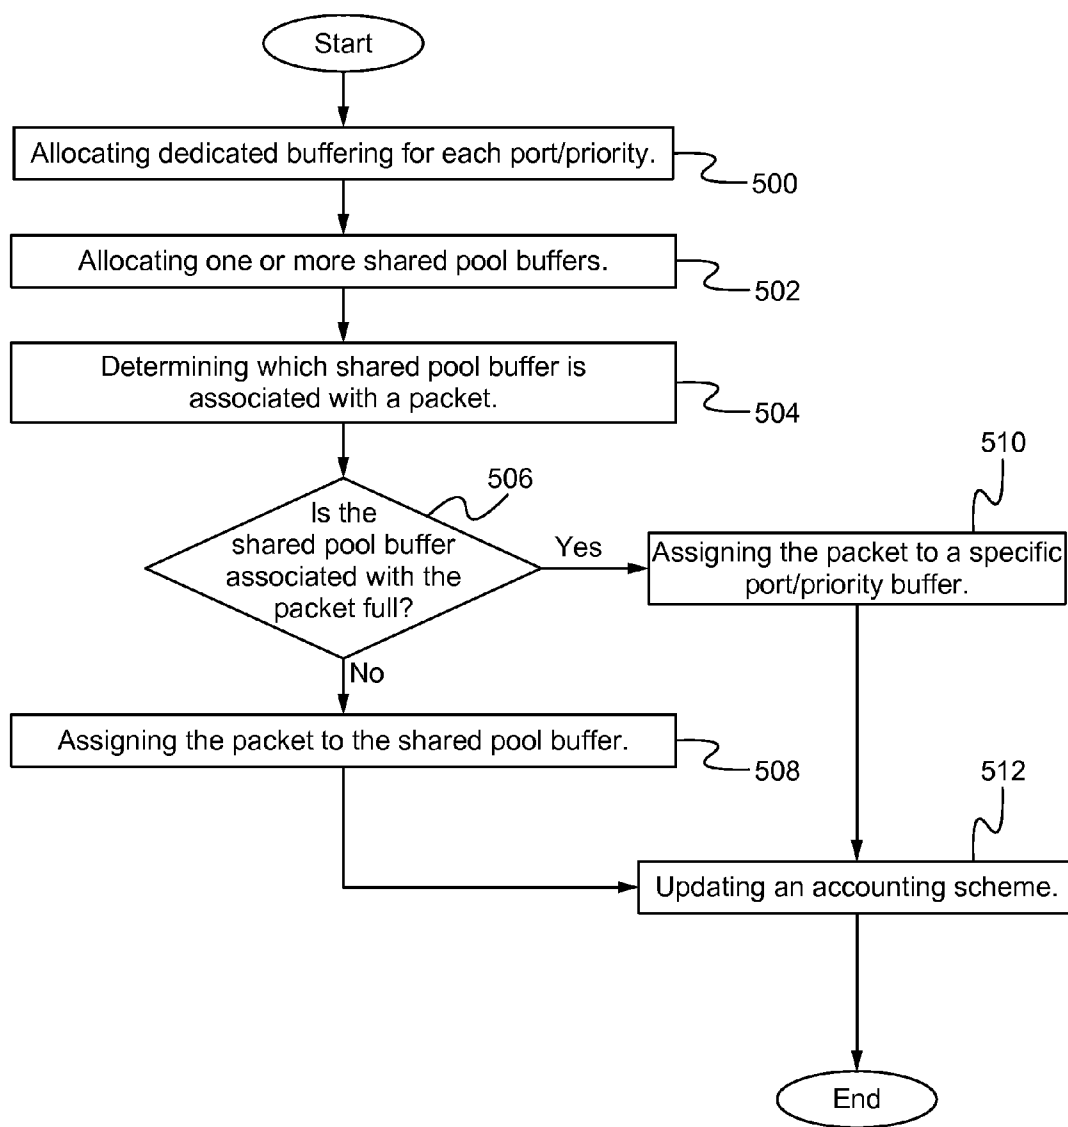 Start
Allocating dedicated buffering for each port/priority.
500
Allocating one or more shared pool buffers.
502
Determining which shared pool buffer is
associated with a packet.
504
506
Is the
shared pool buffer
associated with the
packet full?
Yes
510
Assigning the packet to a specific
port/priority buffer.
No
Assigning the packet to the shared pool buffer.
508
512
Updating an accounting scheme.
End